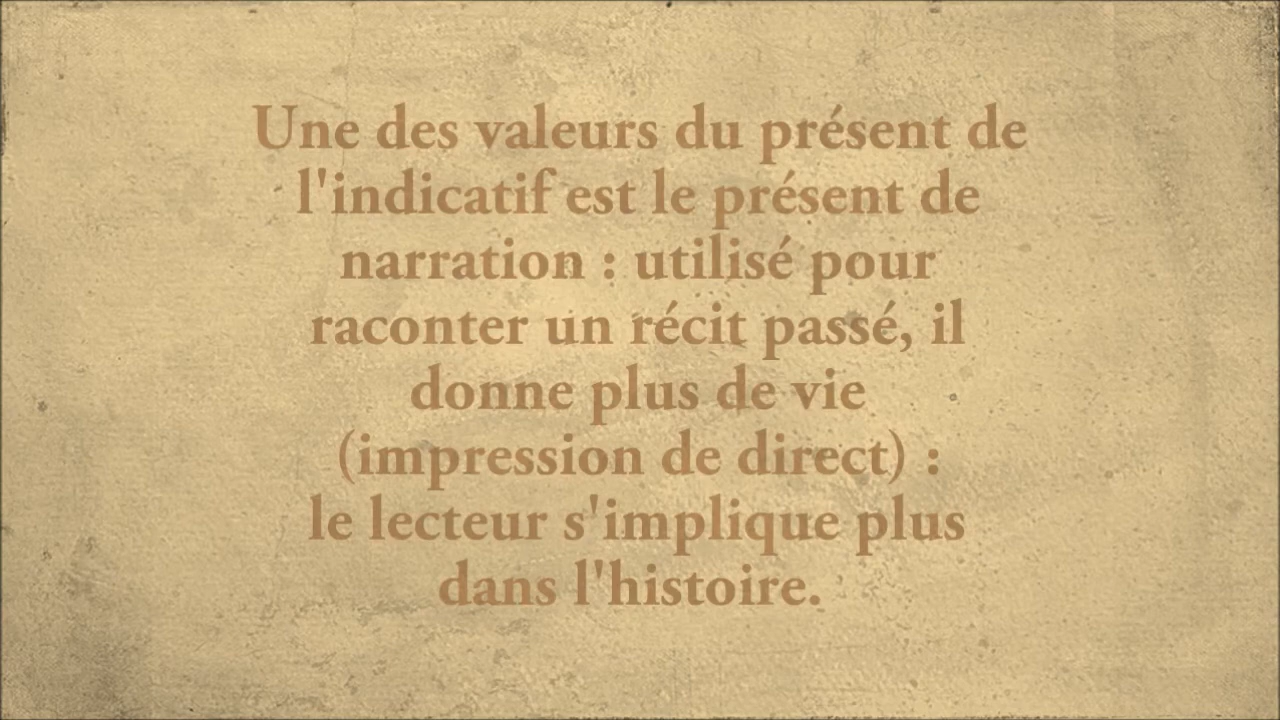 Une des valeurs du présent de
l'indicatif est le présent de
narration : utilisé pour
raconter un récit passé, il
donne plus de vie
(impression de direct) :
le lecteur s'implique plus
dans l'histoire.